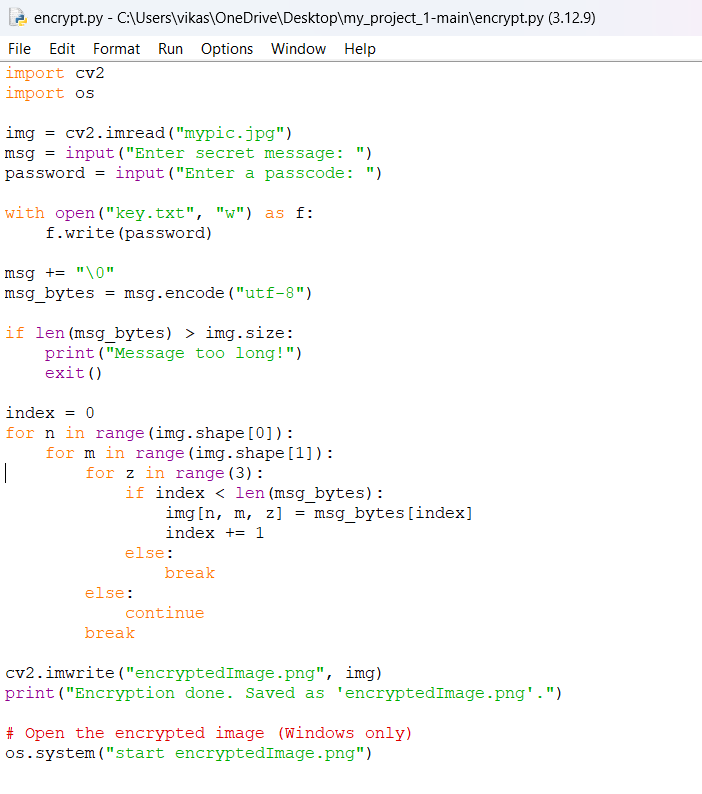 encrypt.py - C:\Users\vikas\OneDrive\Desktop\my_project_1-main\encrypt.py (3.12.9)
File Edit Format Run Options Window Help
import cv2
import os

img = cv2.imread("mypic.jpg")
msg = input("Enter secret message: ")
password = input("Enter a passcode: ")

with open("key.txt", "w") as f:
    f.write(password)

msg += "\0"
msg_bytes = msg.encode("utf-8")

if len(msg_bytes) > img.size:
    print("Message too long!")
    exit()

index = 0
for n in range(img.shape[0]):
    for m in range(img.shape[1]):
        for z in range(3):
            if index < len(msg_bytes):
                img[n, m, z] = msg_bytes[index]
                index += 1
            else:
                break
        else:
            continue
        break

cv2.imwrite("encryptedImage.png", img)
print("Encryption done. Saved as 'encryptedImage.png'.")

# Open the encrypted image (Windows only)
os.system("start encryptedImage.png")